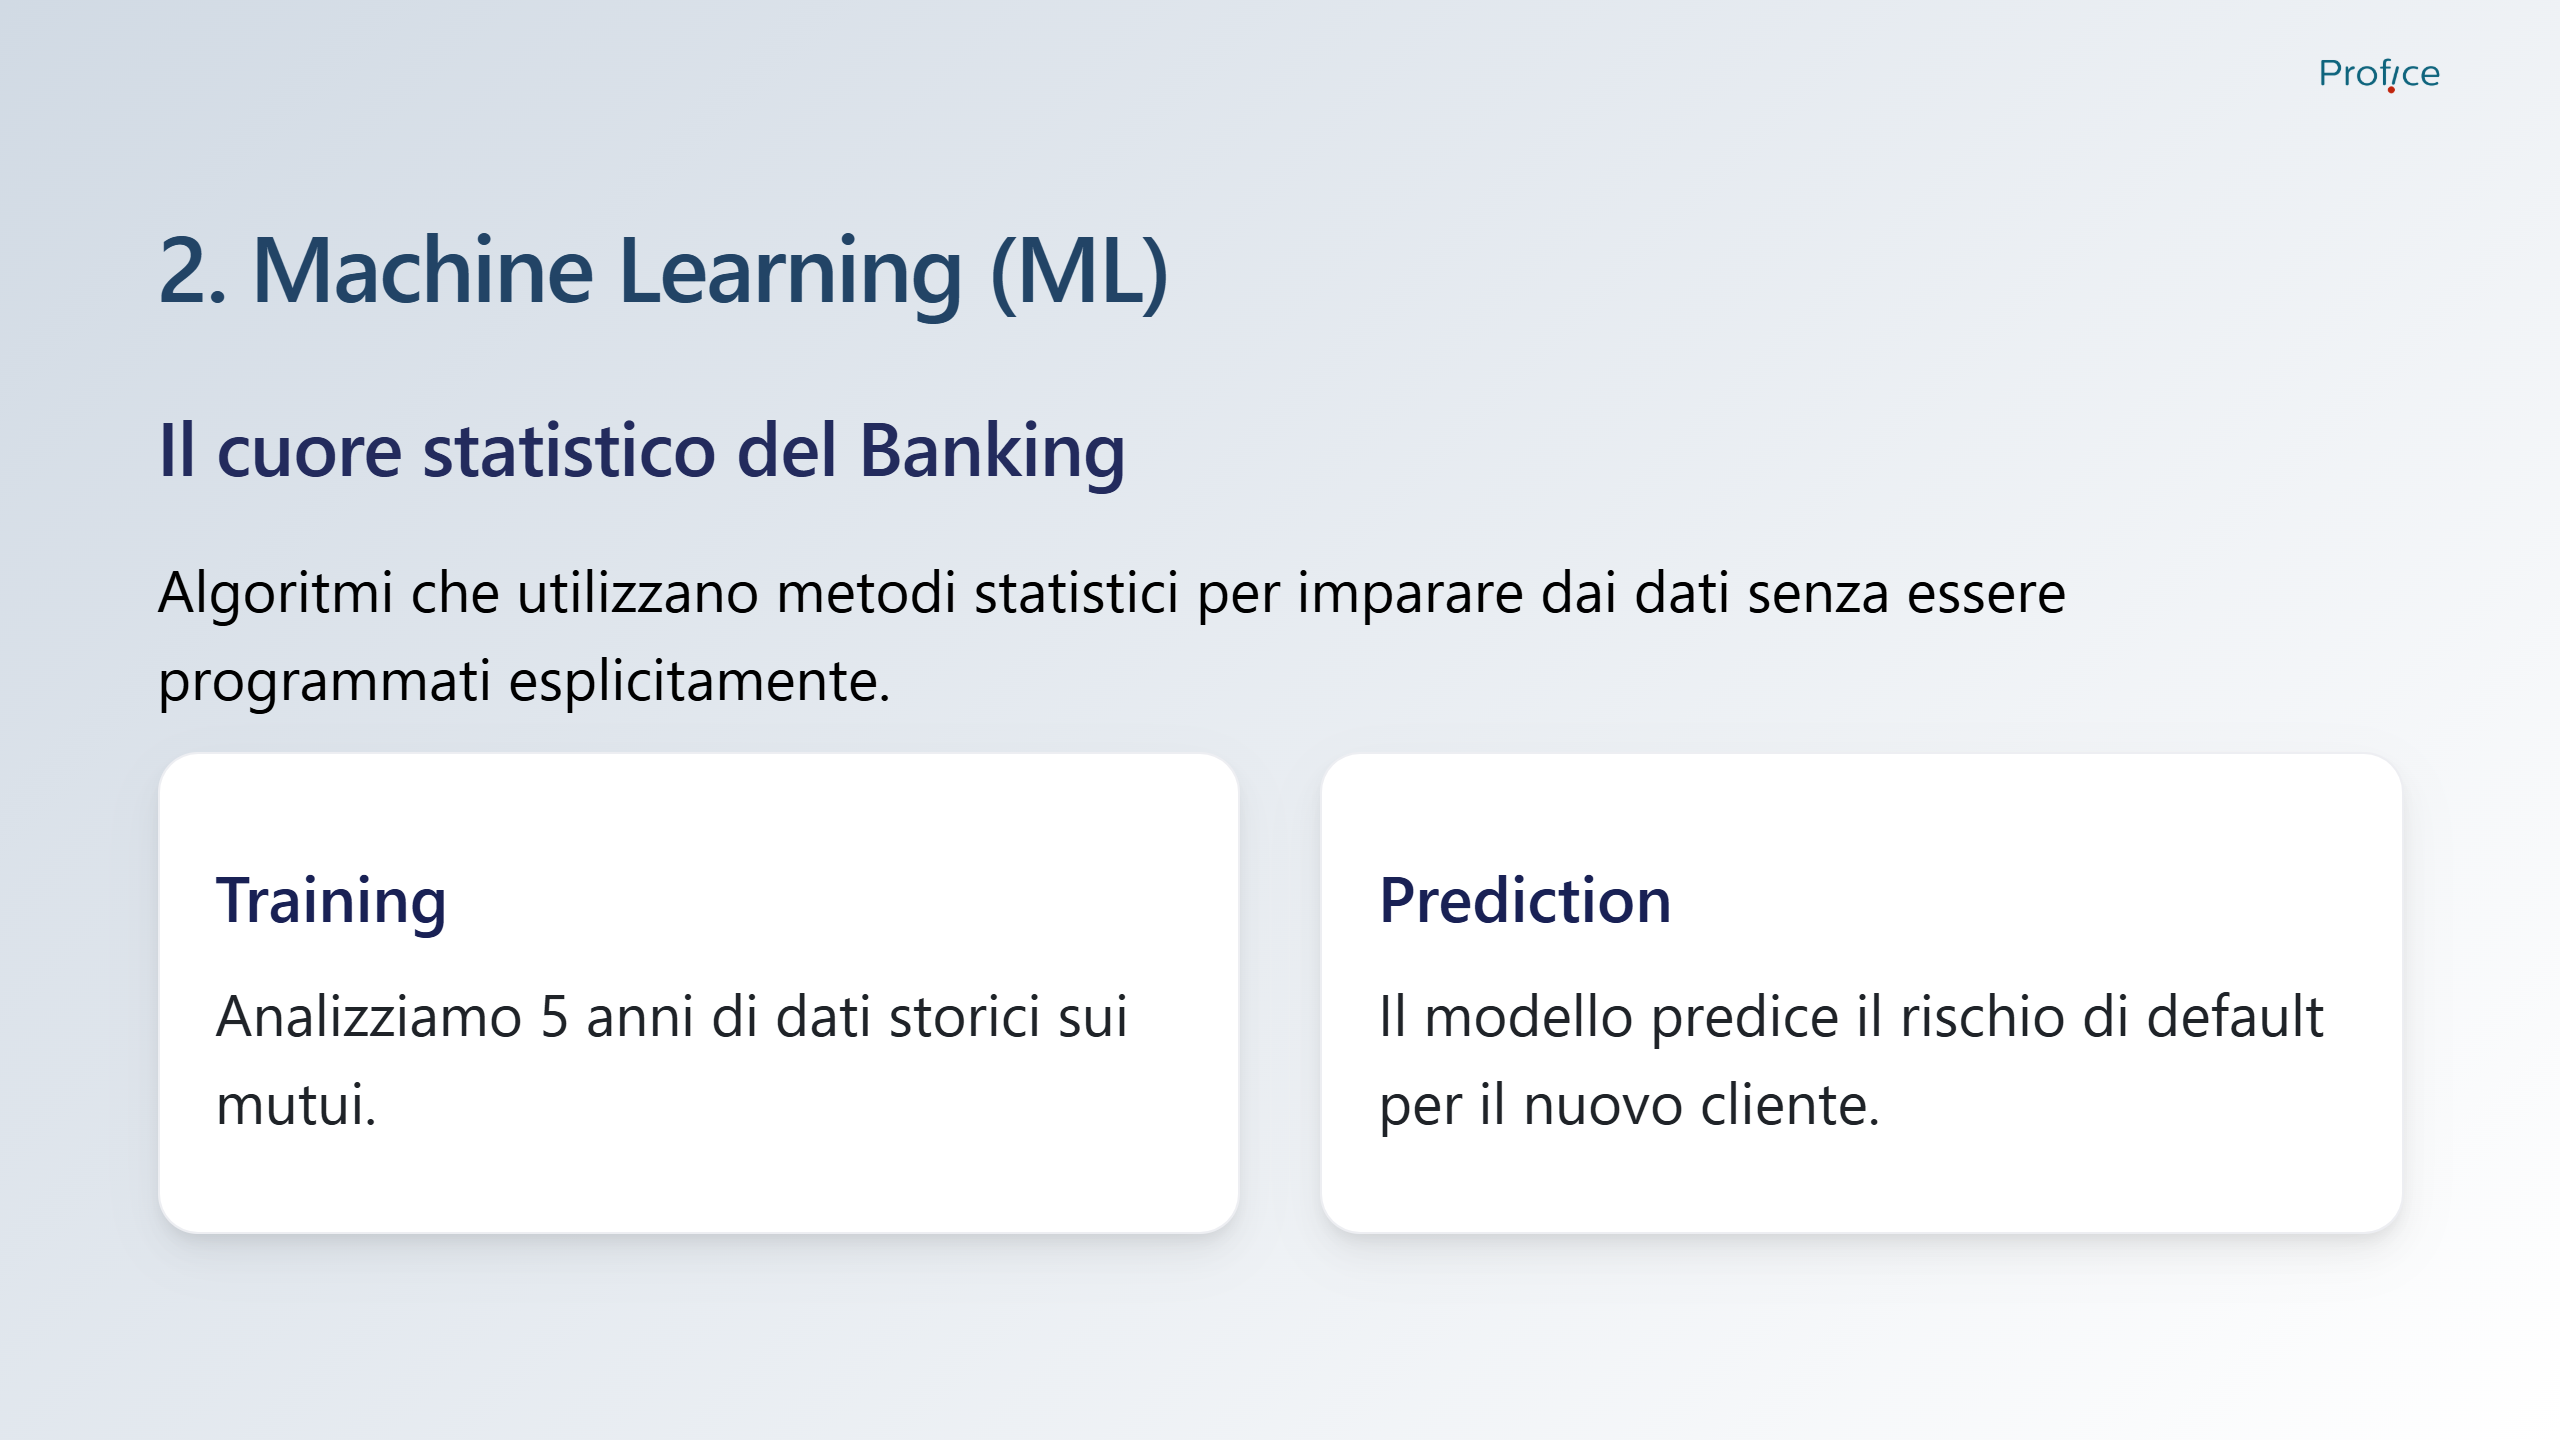 Profice
2. Machine Learning (ML)
Il cuore statistico del Banking
Algoritmi che utilizzano metodi statistici per imparare dai dati senza essere
programmati esplicitamente.
Training
Analizziamo 5 anni di dati storici sui
mutui.
Prediction
Il modello predice il rischio di default
per il nuovo cliente.